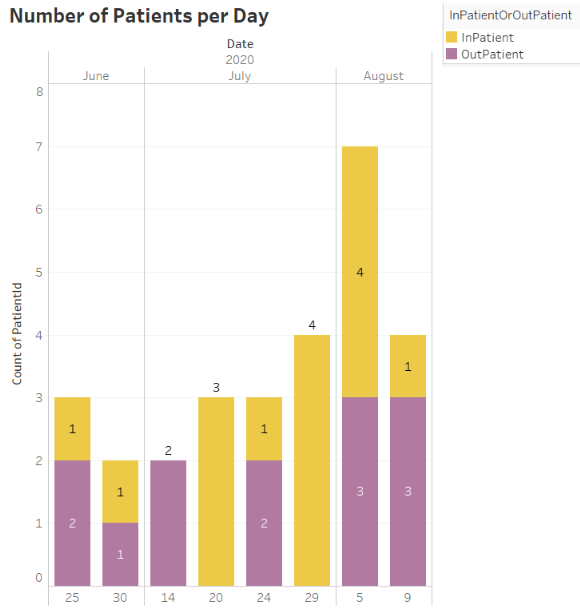 Number of Patients per Day
InPatientOrOutPatient
InPatient
OutPatient
Date
2020
June July August
8
7
6
5
4
3
2
1
0
Count of PatientId
1
2
1
1
2
3
1
2
4
4
3
1
3
25 30 14 20 24 29 5 9